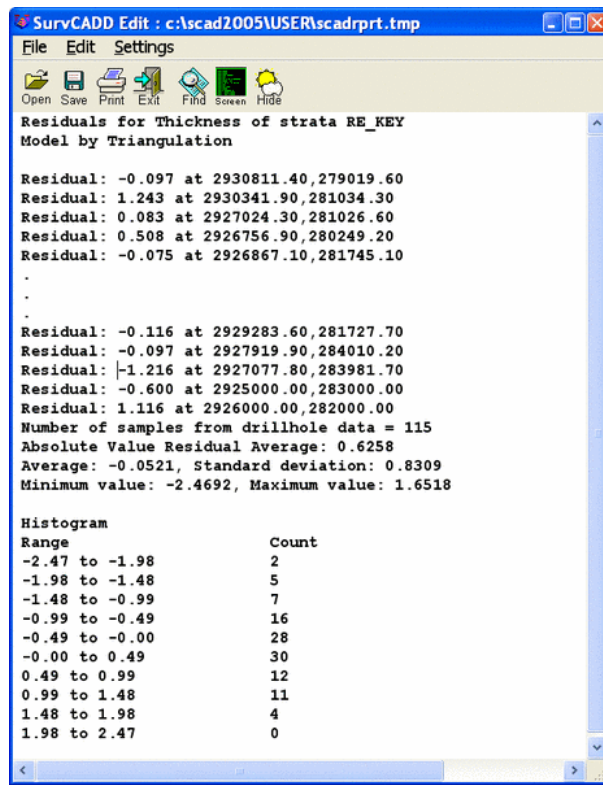 SurvCADD Edit : c:\scad2005\USER\scadrprt.tmp
File Edit Settings
Open Save Print Exit Find Screen Hide
Residuals for Thickness of strata RE_KEY
Model by Triangulation
Residual: -0.097 at 2930811.40,279019.60
Residual: 1.243 at 2930341.90,281034.30
Residual: 0.083 at 2927024.30,281026.60
Residual: 0.508 at 2926756.90,280249.20
Residual: -0.075 at 2926867.10,281745.10
.
.
.
Residual: -0.116 at 2929283.60,281727.70
Residual: -0.097 at 2927919.90,284010.20
Residual: -1.216 at 2927077.80,283981.70
Residual: -0.600 at 2925000.00,283000.00
Residual: 1.116 at 2926000.00,282000.00
Number of samples from drillhole data = 115
Absolute Value Residual Average: 0.6258
Average: -0.0521, Standard deviation: 0.8309
Minimum value: -2.4692, Maximum value: 1.6518
Histogram
Range Count
-2.47 to -1.98 2
-1.98 to -1.48 5
-1.48 to -0.99 7
-0.99 to -0.49 16
-0.49 to -0.00 28
-0.00 to 0.49 30
0.49 to 0.99 12
0.99 to 1.48 11
1.48 to 1.98 4
1.98 to 2.47 0